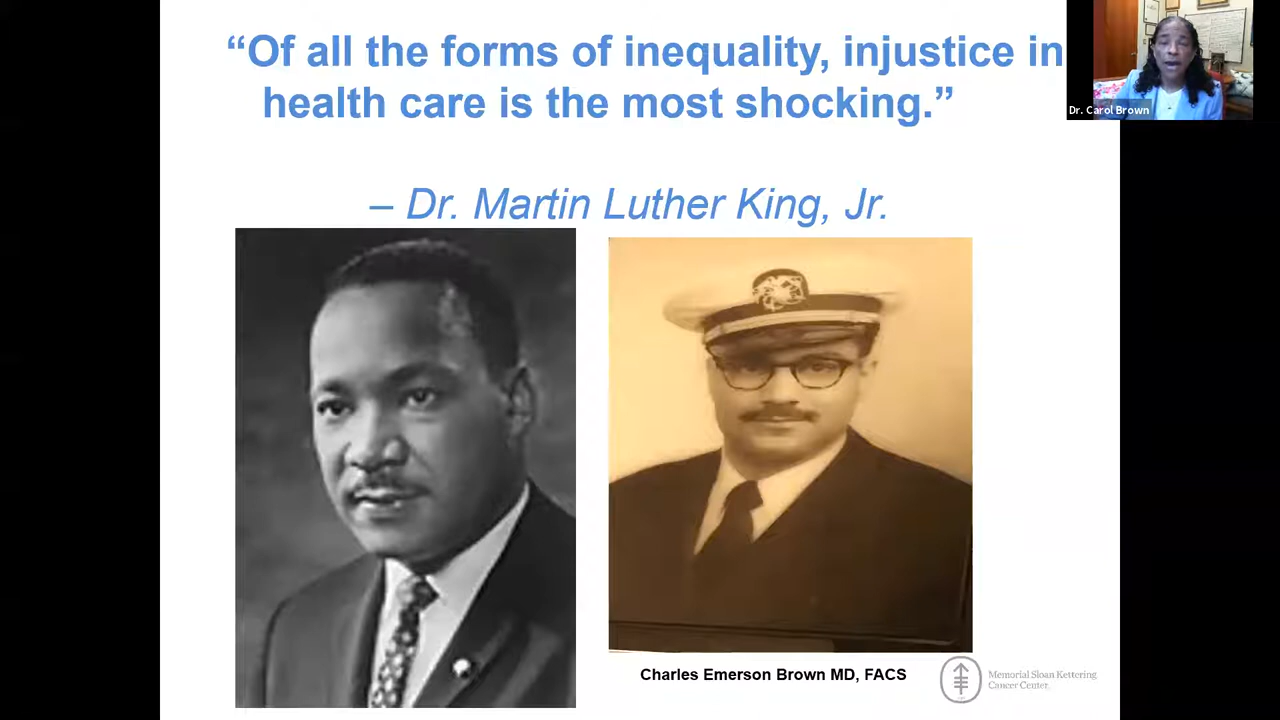 “Of all the forms of inequality, injustice in
health care is the most shocking.”
– Dr. Martin Luther King, Jr.
Dr. Carol Brown
Charles Emerson Brown MD, FACS
Memorial Sloan Kettering
Cancer Center